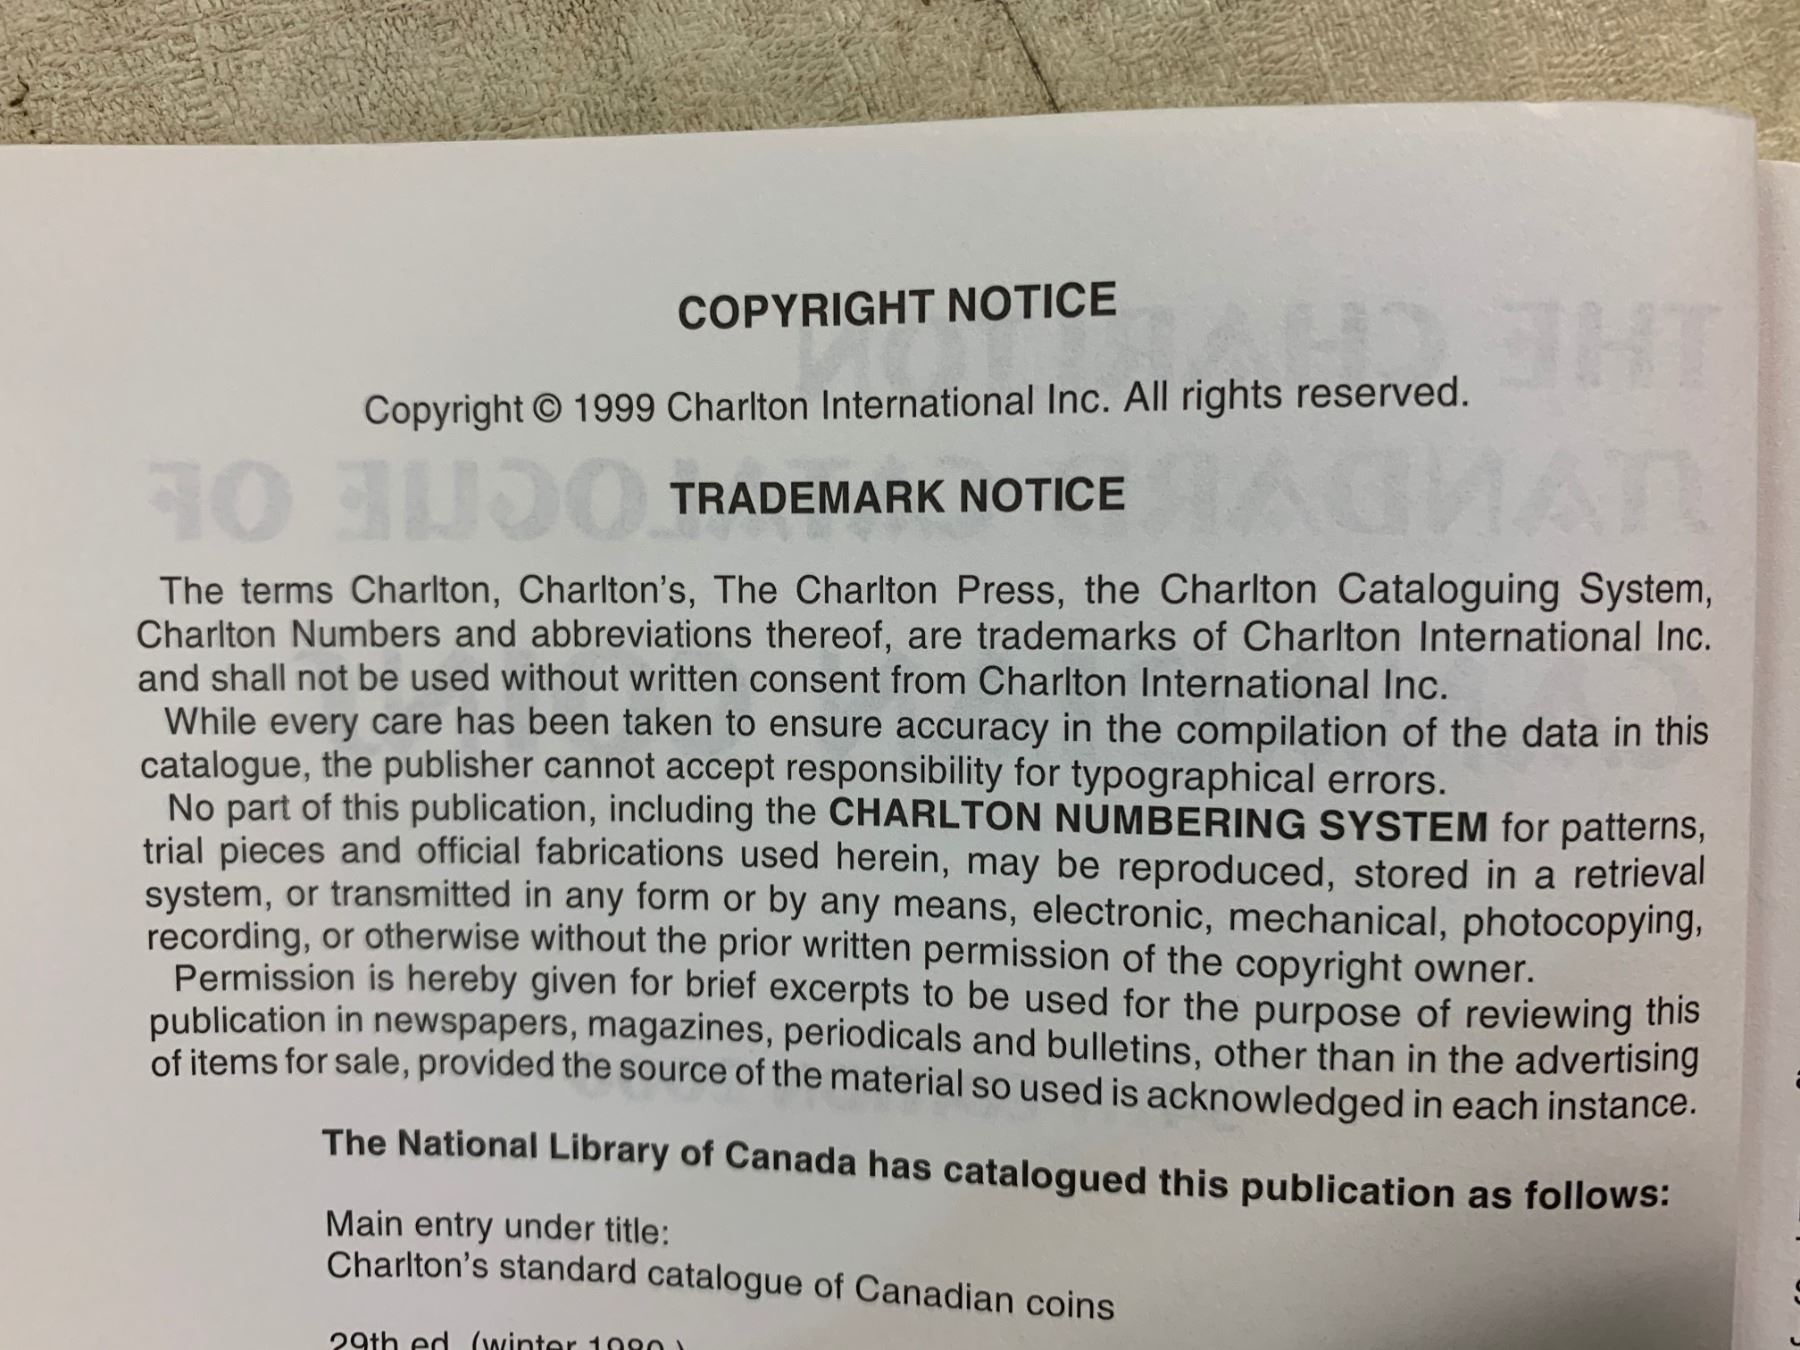 COPYRIGHT NOTICE
Copyright © 1999 Charlton International Inc. All rights reserved.
TRADEMARK NOTICE
The terms Charlton, Charlton's, The Charlton Press, the Charlton Cataloguing System,
Charlton Numbers and abbreviations thereof, are trademarks of Charlton International Inc.
and shall not be used without written consent from Charlton International Inc.
While every care has been taken to ensure accuracy in the compilation of the data in this
catalogue, the publisher cannot accept responsibility for typographical errors.
No part of this publication, including the CHARLTON NUMBERING SYSTEM for patterns,
trial pieces and official fabrications used herein, may be reproduced, stored in a retrieval
system, or transmitted in any form or by any means, electronic, mechanical, photocopying,
recording, or otherwise without the prior written permission of the copyright owner.
Permission is hereby given for brief excerpts to be used for the purpose of reviewing this
publication in newspapers, magazines, periodicals and bulletins, other than in the advertising
of items for sale, provided the source of the material so used is acknowledged in each instance.
The National Library of Canada has catalogued this publication as follows:
Main entry under title:
Charlton's standard catalogue of Canadian coins
29th ed. (winter 1980 )